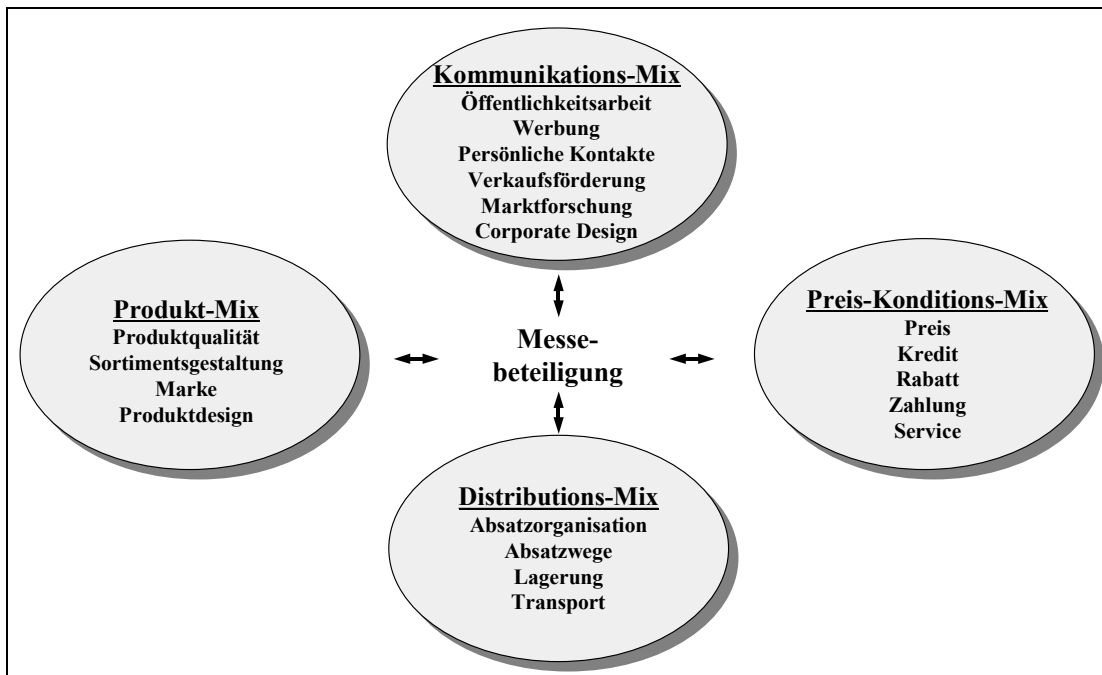 Kommunikations-Mix
Öffentlichkeitsarbeit
Werbung
Persönliche Kontakte
Verkaufsförderung
Marktforschung
Corporate Design
Produkt-Mix
Produktqualität
Sortimentsgestaltung
Marke
Produktdesign
Messe-
beteiligung
Preis-Konditions-Mix
Preis
Kredit
Rabatt
Zahlung
Service
Distributions-Mix
Absatzorganisation
Absatzwege
Lagerung
Transport